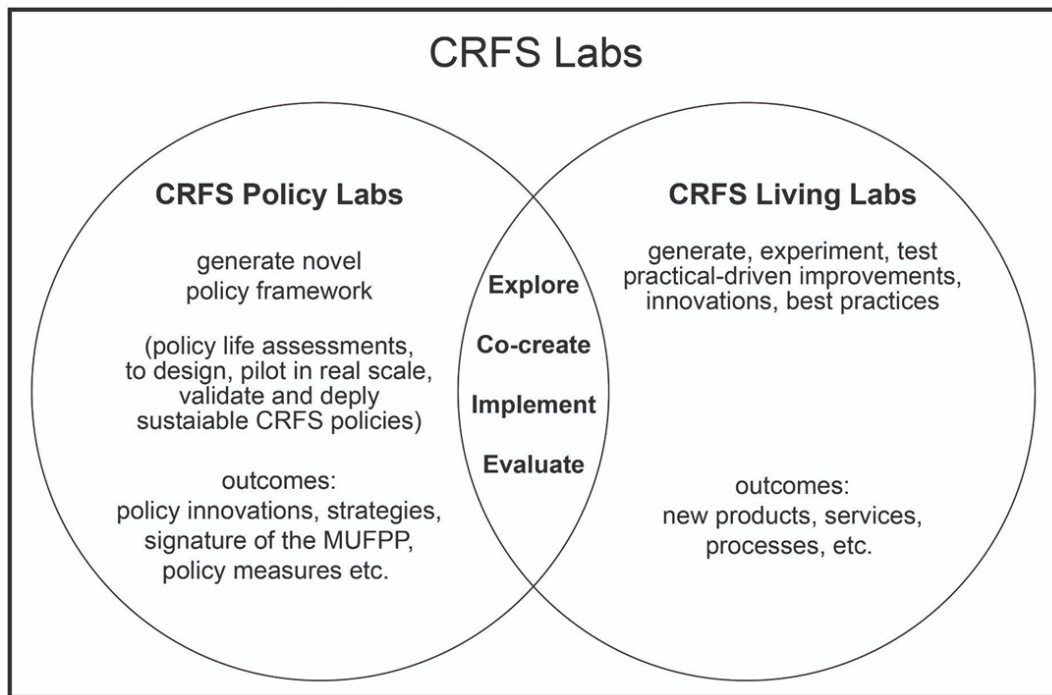 CRFS Labs
CRFS Policy Labs
generate novel
policy framework
(policy life assessments,
to design, pilot in real scale,
validate and deply
sustaiable CRFS policies)
outcomes:
policy innovations, strategies,
signature of the MUFPP,
policy measures etc.
Explore
Co-create
Implement
Evaluate
CRFS Living Labs
generate, experiment, test
practical-driven improvements,
innovations, best practices
outcomes:
new products, services,
processes, etc.